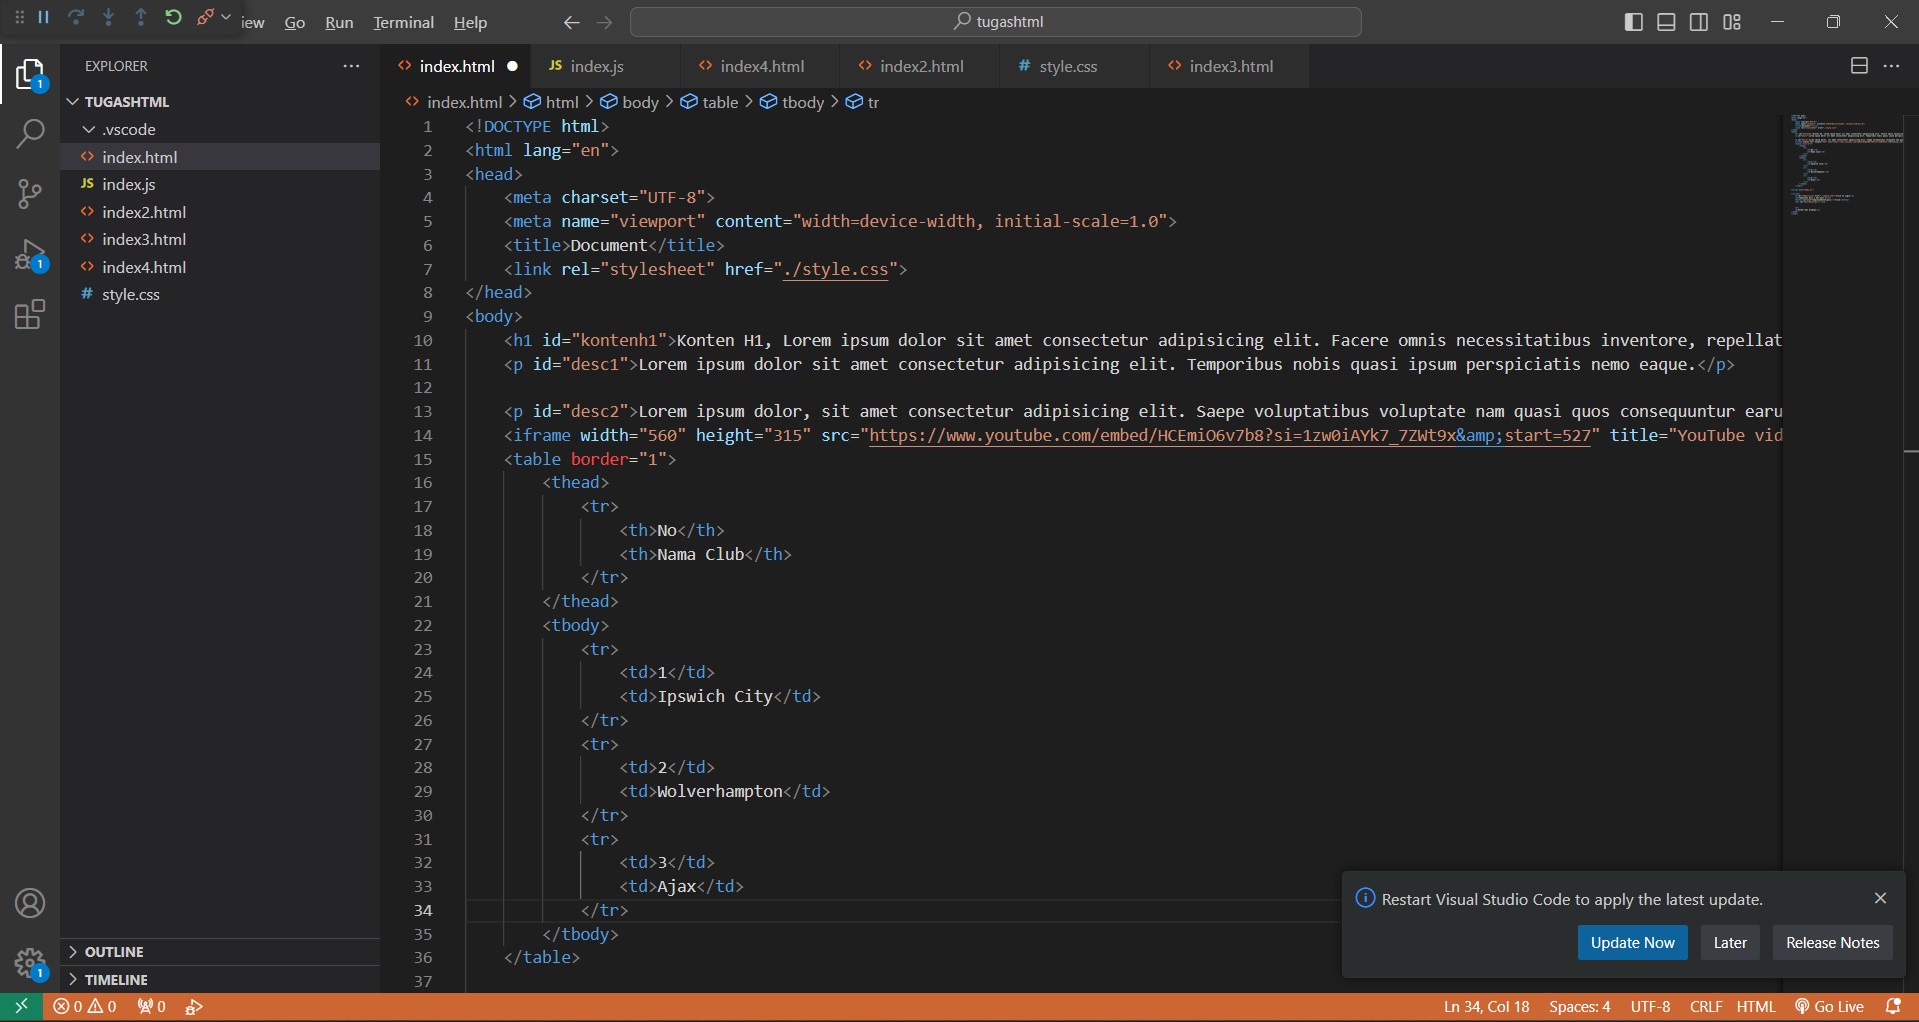 iew Go Run Terminal Help tugashtml
EXPLORER
TUGASHTML
.vscode
index.html
JS index.js
index2.html
index3.html
index4.html
# style.css
OUTLINE
TIMELINE
index.html JS index.js index4.html index2.html # style.css index3.html
index.html > html > body > table > tbody > tr
1 <!DOCTYPE html>
2 <html lang="en">
3 <head>
4 <meta charset="UTF-8">
5 <meta name="viewport" content="width=device-width, initial-scale=1.0">
6 <title>Document</title>
7 <link rel="stylesheet" href="./style.css">
8 </head>
9 <body>
10 <h1 id="kontenh1">Konten H1, Lorem ipsum dolor sit amet consectetur adipisicing elit. Facere omnis necessitatibus inventore, repellat
11 <p id="desc1">Lorem ipsum dolor sit amet consectetur adipisicing elit. Temporibus nobis quasi ipsum perspiciatis nemo eaque.</p>
12
13 <p id="desc2">Lorem ipsum dolor, sit amet consectetur adipisicing elit. Saepe voluptatibus voluptate nam quasi quos consequuntur earu
14 <iframe width="560" height="315" src="https://www.youtube.com/embed/HCEmiO6v7b8?si=1zw0iAYk7_7ZWt9x&amp;start=527" title="YouTube vid
15 <table border="1">
16 <thead>
17 <tr>
18 <th>No</th>
19 <th>Nama Club</th>
20 </tr>
21 </thead>
22 <tbody>
23 <tr>
24 <td>1</td>
25 <td>Ipswich City</td>
26 </tr>
27 <tr>
28 <td>2</td>
29 <td>Wolverhampton</td>
30 </tr>
31 <tr>
32 <td>3</td>
33 <td>Ajax</td>
34 </tr>
35 </tbody>
36 </table>
37
Restart Visual Studio Code to apply the latest update.
Update Now Later Release Notes
0 0 0 Ln 34, Col 18 Spaces: 4 UTF-8 CRLF HTML Go Live